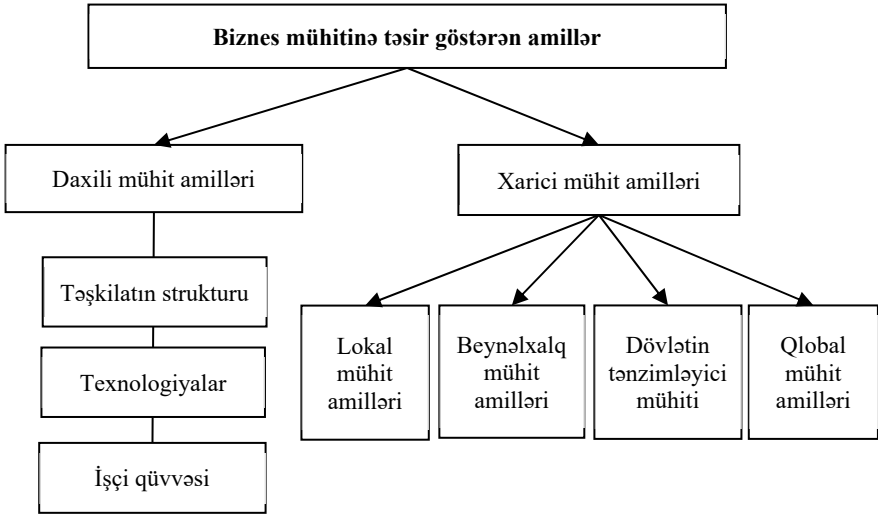 Biznes mühitinə təsir göstərən amillər
Daxili mühit amilləri
Xarici mühit amilləri
Təşkilatın strukturu
Texnologiyalar
İşçi qüvvəsi
Lokal
mühit
amilləri
Beynəlxalq
mühit
amilləri
Dövlətin
tənzimləyici
mühiti
Qlobal
mühit
amilləri